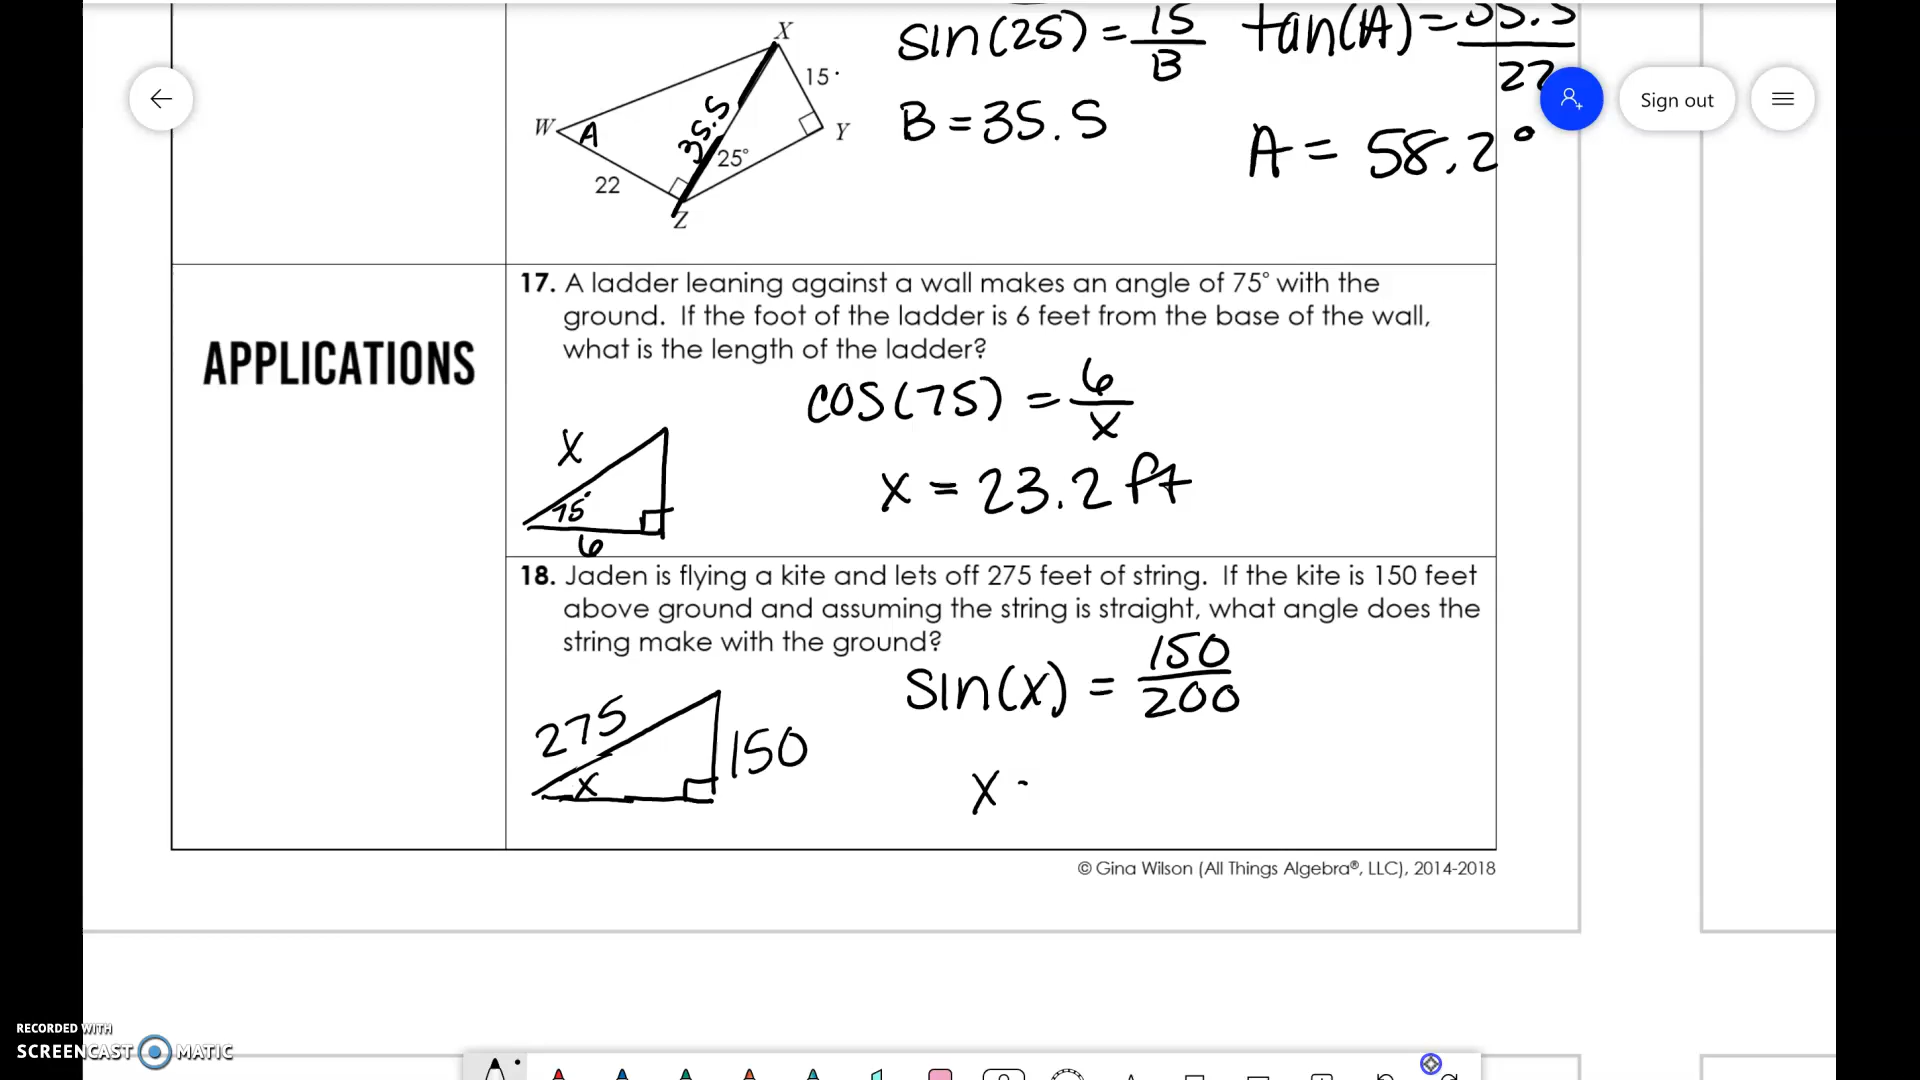 X
sin(25) = 15/B
tan(A) = 35.5/22
15
W
A
35.5
25°
Y
22
Z
B = 35.5
A = 58.2°
Sign out
APPLICATIONS
17. A ladder leaning against a wall makes an angle of 75° with the
ground. If the foot of the ladder is 6 feet from the base of the wall,
what is the length of the ladder?
cos(75) = 6/x
x
75°
6
x = 23.2 ft
18. Jaden is flying a kite and lets off 275 feet of string. If the kite is 150 feet
above ground and assuming the string is straight, what angle does the
string make with the ground?
sin(x) = 150/200
275
150
x
x -
© Gina Wilson (All Things Algebra®, LLC), 2014-2018
RECORDED WITH
SCREENCAST MATIC